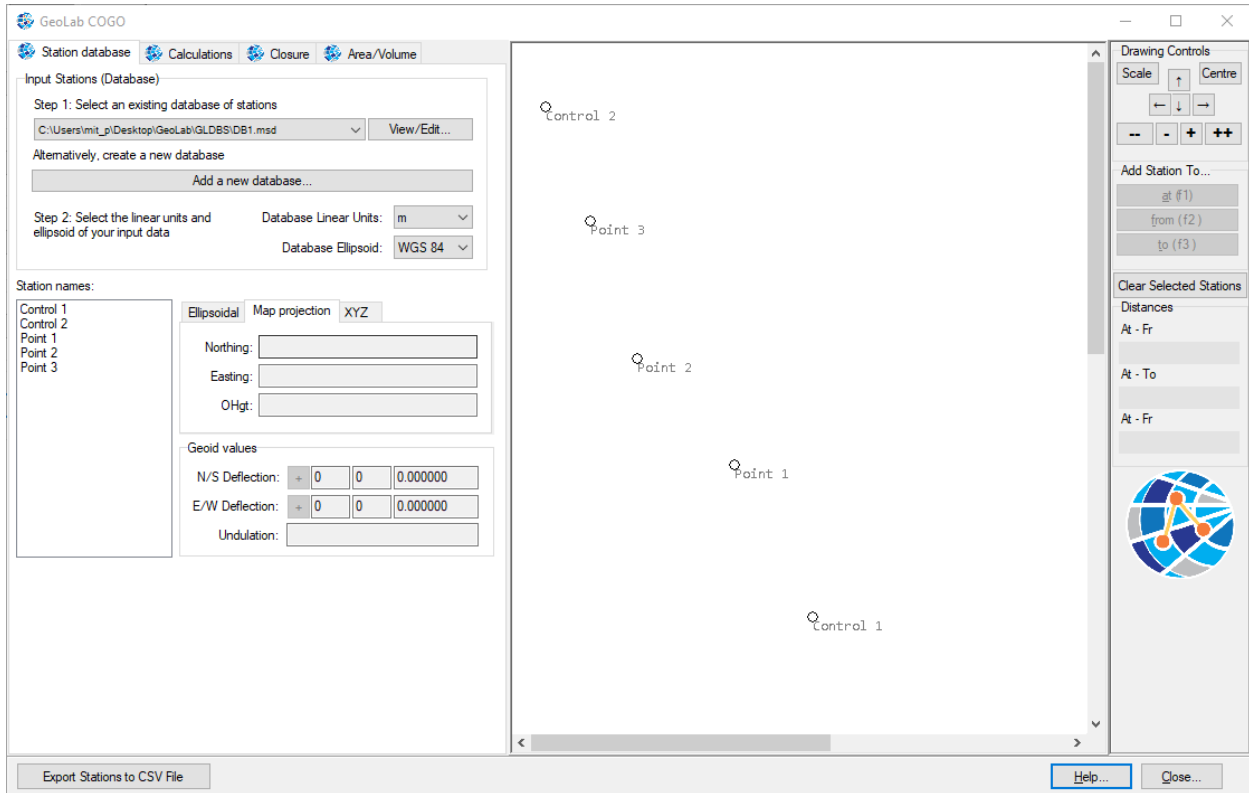 GeoLab COGO
Station database
Calculations
Closure
Area/Volume
Input Stations (Database)
Step 1: Select an existing database of stations
C:\Users\mit_p\Desktop\GeoLab\GLDBS\DB1.msd
View/Edit...
Alternatively, create a new database
Add a new database...
Step 2: Select the linear units and
ellipsoid of your input data
Database Linear Units:
m
Database Ellipsoid:
WGS 84
Station names:
Control 1
Control 2
Point 1
Point 2
Point 3
Ellipsoidal
Map projection
XYZ
Northing:
Easting:
OHgt:
Geoid values
N/S Deflection:
+
0
0
0.000000
E/W Deflection:
+
0
0
0.000000
Undulation:
Control 2
Point 3
Point 2
Point 1
Control 1
Drawing Controls
Scale
↑
Centre
←
↓
→
--
-
+
++
Add Station To...
at (f1)
from (f2)
to (f3)
Clear Selected Stations
Distances
At - Fr
At - To
At - Fr
Export Stations to CSV File
Help...
Close...